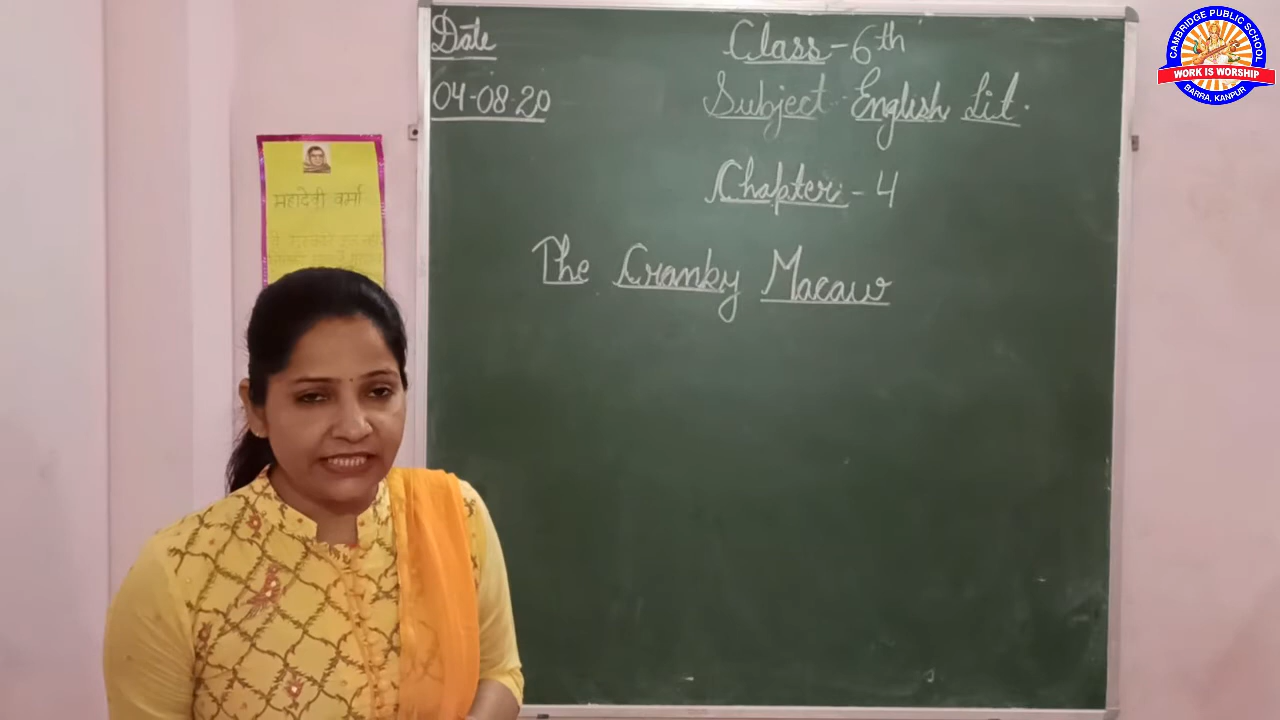 Date
04-08-20
Class-6th
Subject English Lit.
Chapter:-4
The Cranky Macaw
महादेवी वर्मा
CAMBRIDGE PUBLIC SCHOOL
WORK IS WORSHIP
BARRA, KANPUR